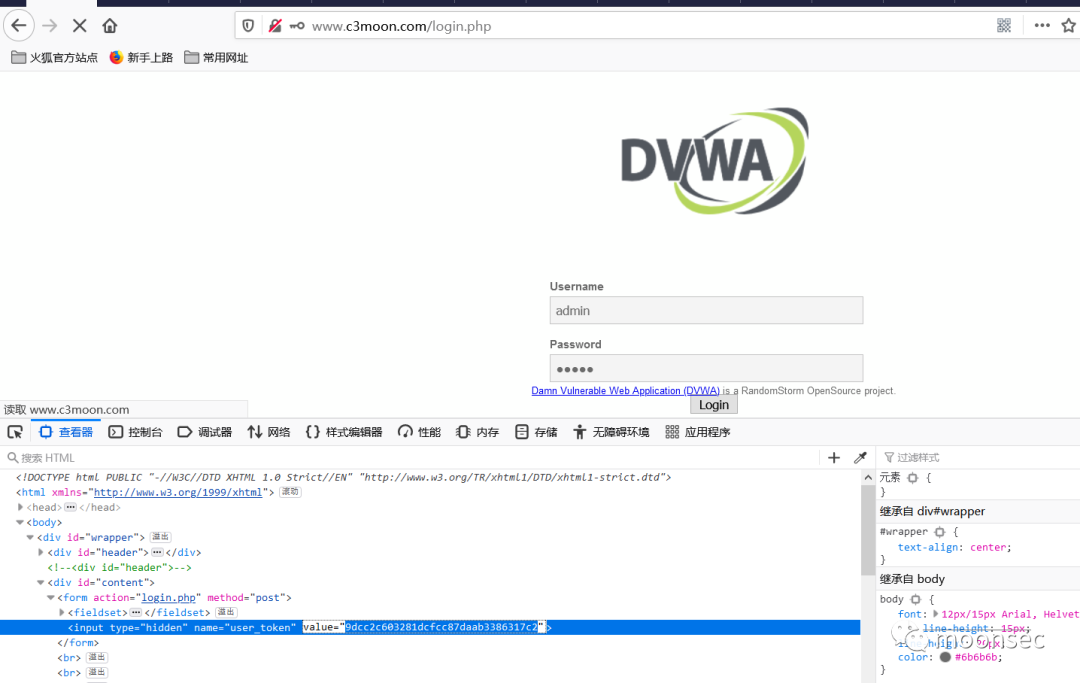 www.c3moon.com/login.php
火狐官方站点 新手上路 常用网址
DVWA
Username
admin
Password
●●●●●
Damn Vulnerable Web Application (DVWA) is a RandomStorm OpenSource project.
Login
读取 www.c3moon.com
查看器 控制台 调试器 网络 样式编辑器 性能 内存 存储 无障碍环境 应用程序
搜索 HTML
过滤样式
<!DOCTYPE html PUBLIC "-//W3C//DTD XHTML 1.0 Strict//EN" "http://www.w3.org/TR/xhtml1/DTD/xhtml1-strict.dtd">
<html xmlns="http://www.w3.org/1999/xhtml"> 滚动
<head>…</head>
<body>
<div id="wrapper"> 溢出
<div id="header">…</div>
<!--<div id="header">-->
<div id="content">
<form action="login.php" method="post">
<fieldset>…</fieldset> 溢出
<input type="hidden" name="user_token" value="9dcc2c603281dcfcc87daab3386317c2">
</form>
<br> 溢出
<br> 溢出
元素 {
}
继承自 div#wrapper
#wrapper {
text-align: center;
}
继承自 body
body {
font: 12px/15px Arial, Helvet
line-height: 15px;
color: #6b6b6b;
}
moonsec